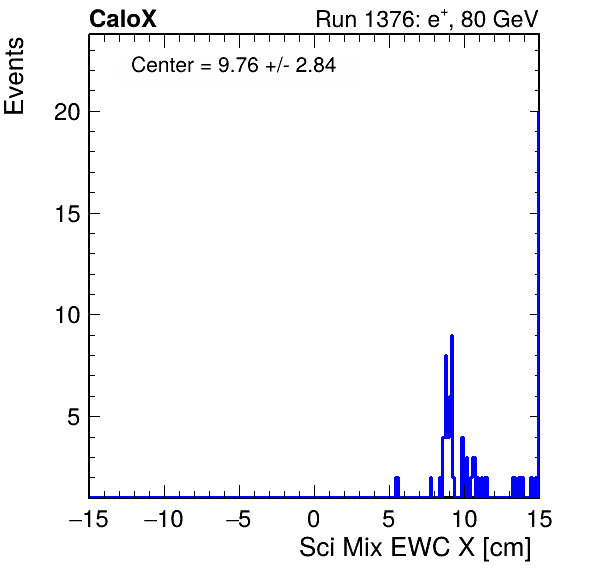 CaloX Run 1376: e⁺, 80 GeV
Center = 9.76 +/- 2.84
Events
20
15
10
5
−15 −10 −5 0 5 10 15
Sci Mix EWC X [cm]